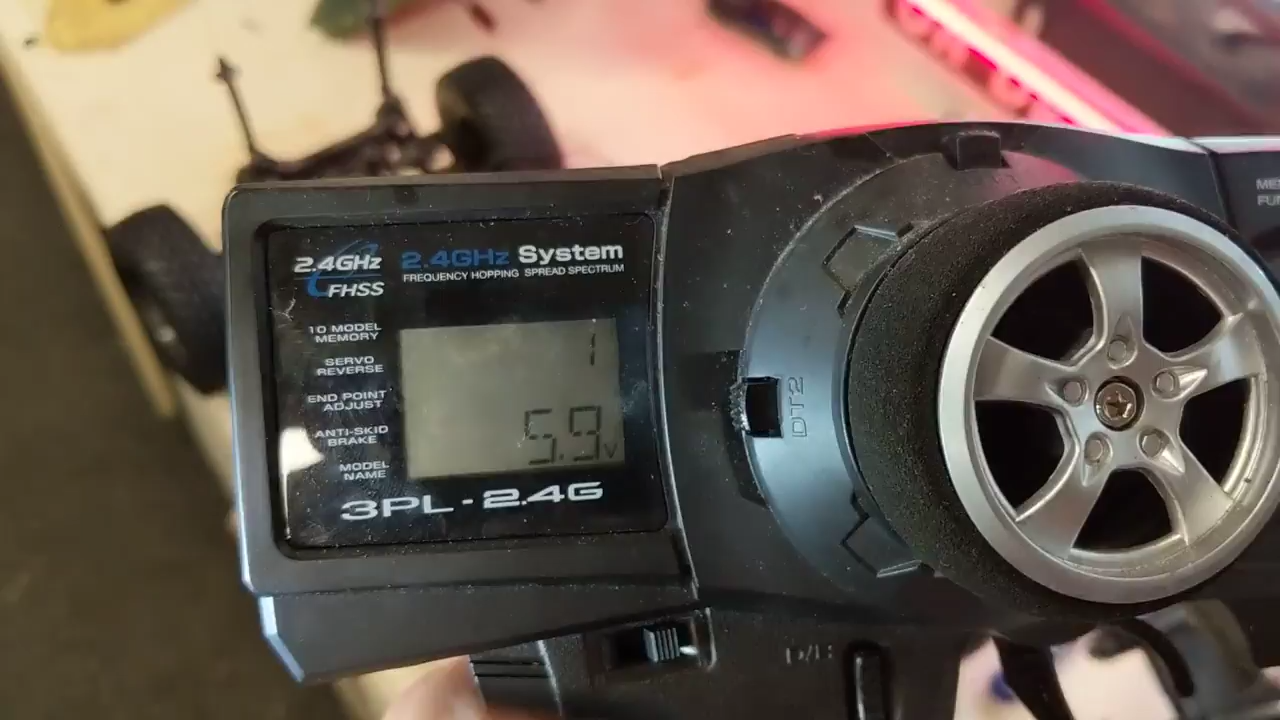 2.4GHz
FHSS
2.4GHz System
FREQUENCY HOPPING SPREAD SPECTRUM
10 MODEL
MEMORY
SERVO
REVERSE
END POINT
ADJUST
ANTI-SKID
BRAKE
MODEL
NAME
1
5.9V
3PL-2.4G
DT2